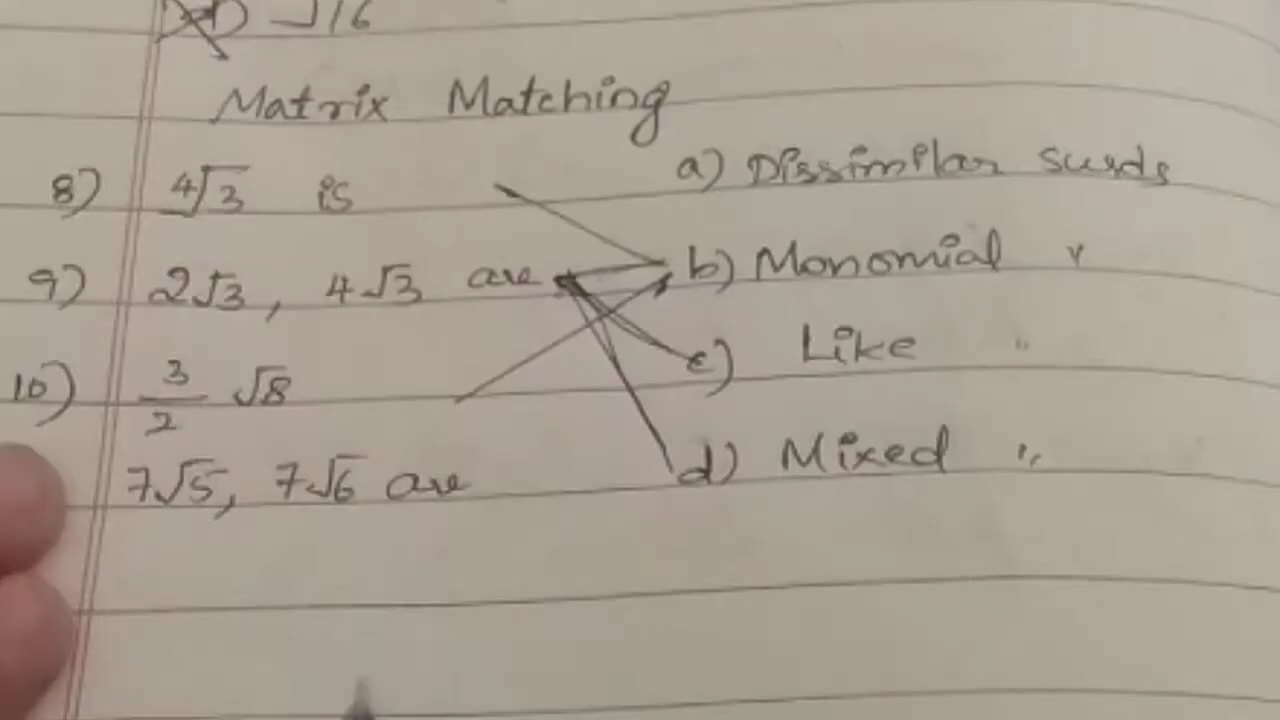 √16
Matrix Matching
8) ∜3 is
a) Dissimilar surds
9) 2√3, 4√3 are
b) Monomial "
10) 3/2 √8
c) Like "
7√5, 7√6 are
d) Mixed "